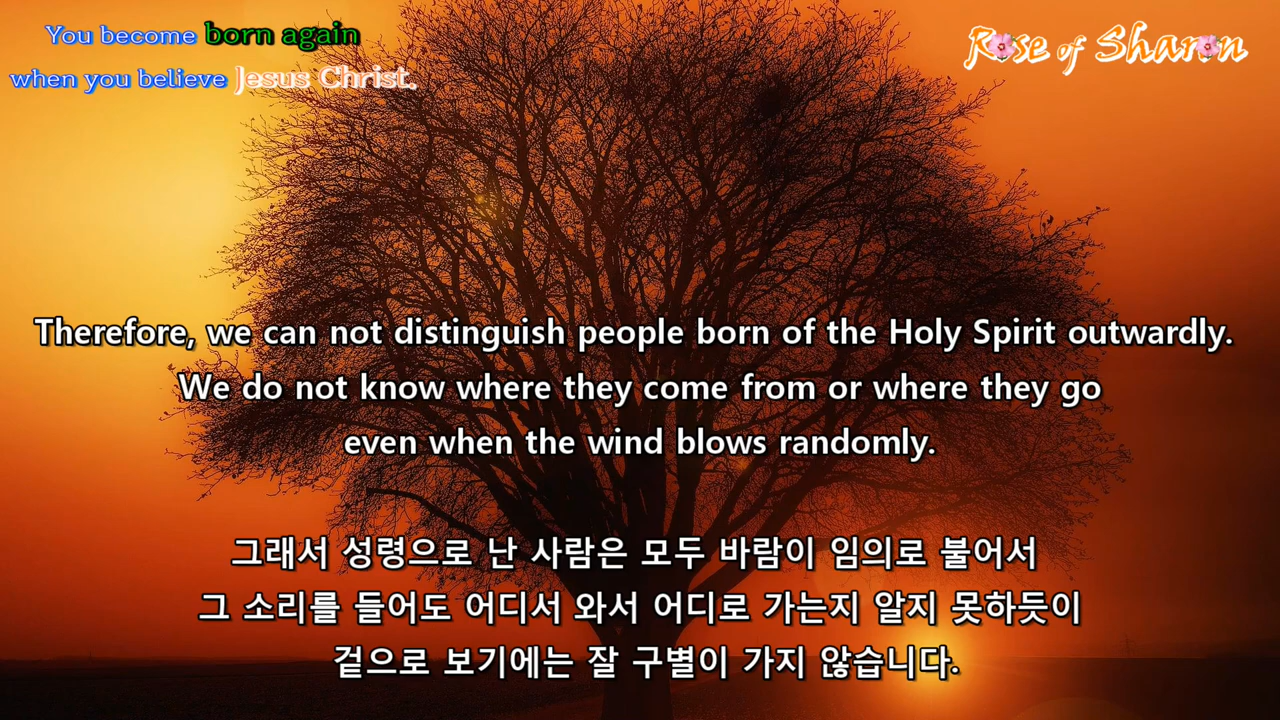 You become born again
when you believe Jesus Christ.
Rose of Sharon
Therefore, we can not distinguish people born of the Holy Spirit outwardly.
We do not know where they come from or where they go
even when the wind blows randomly.
그래서 성령으로 난 사람은 모두 바람이 임의로 불어서
그 소리를 들어도 어디서 와서 어디로 가는지 알지 못하듯이
겉으로 보기에는 잘 구별이 가지 않습니다.